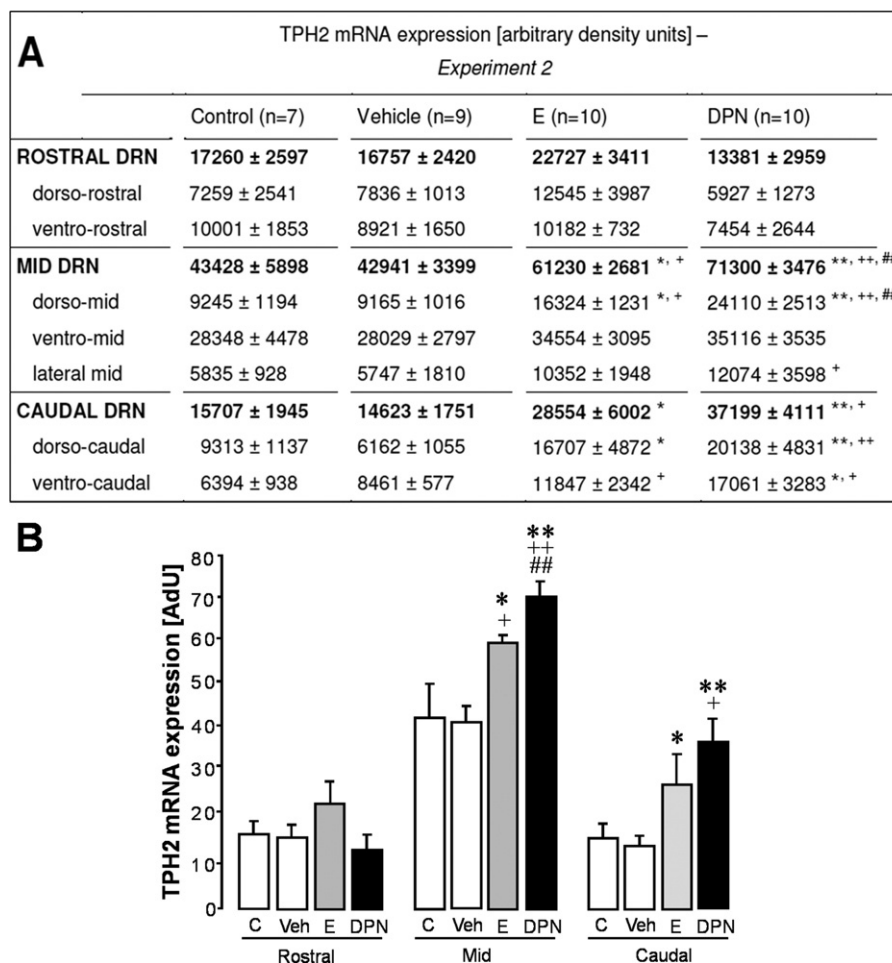 A
TPH2 mRNA expression [arbitrary density units] –
Experiment 2
Control (n=7) Vehicle (n=9) E (n=10) DPN (n=10)
ROSTRAL DRN 17260 ± 2597 16757 ± 2420 22727 ± 3411 13381 ± 2959
dorso-rostral 7259 ± 2541 7836 ± 1013 12545 ± 3987 5927 ± 1273
ventro-rostral 10001 ± 1853 8921 ± 1650 10182 ± 732 7454 ± 2644
MID DRN 43428 ± 5898 42941 ± 3399 61230 ± 2681 *, + 71300 ± 3476 **, ++, ##
dorso-mid 9245 ± 1194 9165 ± 1016 16324 ± 1231 *, + 24110 ± 2513 **, ++, ##
ventro-mid 28348 ± 4478 28029 ± 2797 34554 ± 3095 35116 ± 3535
lateral mid 5835 ± 928 5747 ± 1810 10352 ± 1948 12074 ± 3598 +
CAUDAL DRN 15707 ± 1945 14623 ± 1751 28554 ± 6002 * 37199 ± 4111 **, +
dorso-caudal 9313 ± 1137 6162 ± 1055 16707 ± 4872 * 20138 ± 4831 **, ++
ventro-caudal 6394 ± 938 8461 ± 577 11847 ± 2342 + 17061 ± 3283 *, +
B
TPH2 mRNA expression [AdU]
80
70
60
50
40
30
20
10
0
*
+
**
++
##
*
**
+
C Veh E DPN C Veh E DPN C Veh E DPN
Rostral Mid Caudal